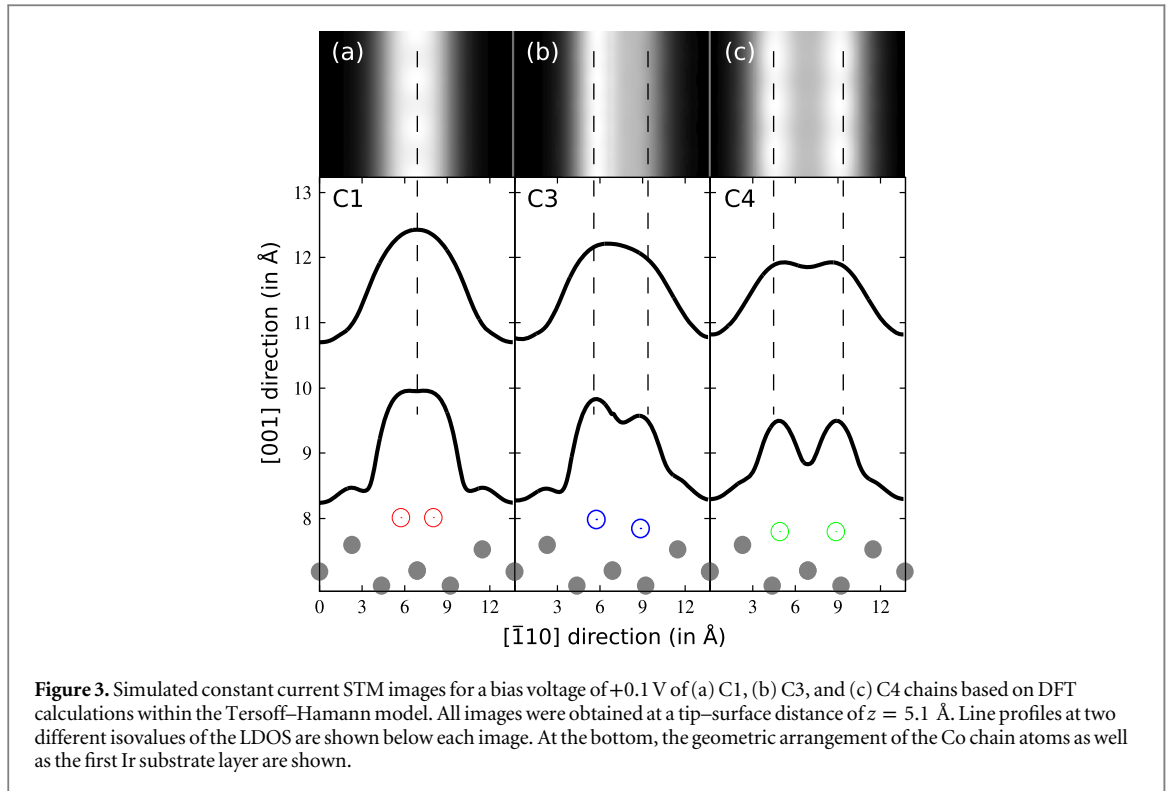 (a) (b) (c)
C1 C3 C4
13
12
11
10
9
8
[001] direction (in Å)
0 3 6 9 12 3 6 9 12 3 6 9 12
[1̅10] direction (in Å)
Figure 3. Simulated constant current STM images for a bias voltage of +0.1 V of (a) C1, (b) C3, and (c) C4 chains based on DFT
calculations within the Tersoff–Hamann model. All images were obtained at a tip–surface distance of z = 5.1 Å. Line profiles at two
different isovalues of the LDOS are shown below each image. At the bottom, the geometric arrangement of the Co chain atoms as well
as the first Ir substrate layer are shown.